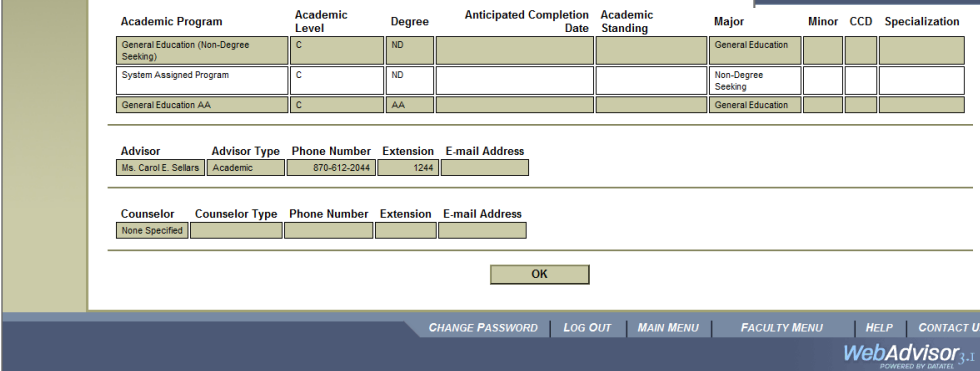 Academic Program Academic Level Degree Anticipated Completion Date Academic Standing Major Minor CCD Specialization
General Education (Non-Degree Seeking) C ND General Education
System Assigned Program C ND Non-Degree Seeking
General Education AA C AA General Education
Advisor Advisor Type Phone Number Extension E-mail Address
Ms. Carol E. Sellars Academic 870-612-2044 1244
Counselor Counselor Type Phone Number Extension E-mail Address
None Specified
OK
CHANGE PASSWORD LOG OUT MAIN MENU FACULTY MENU HELP CONTACT U
WebAdvisor 3.1
POWERED BY DATATEL